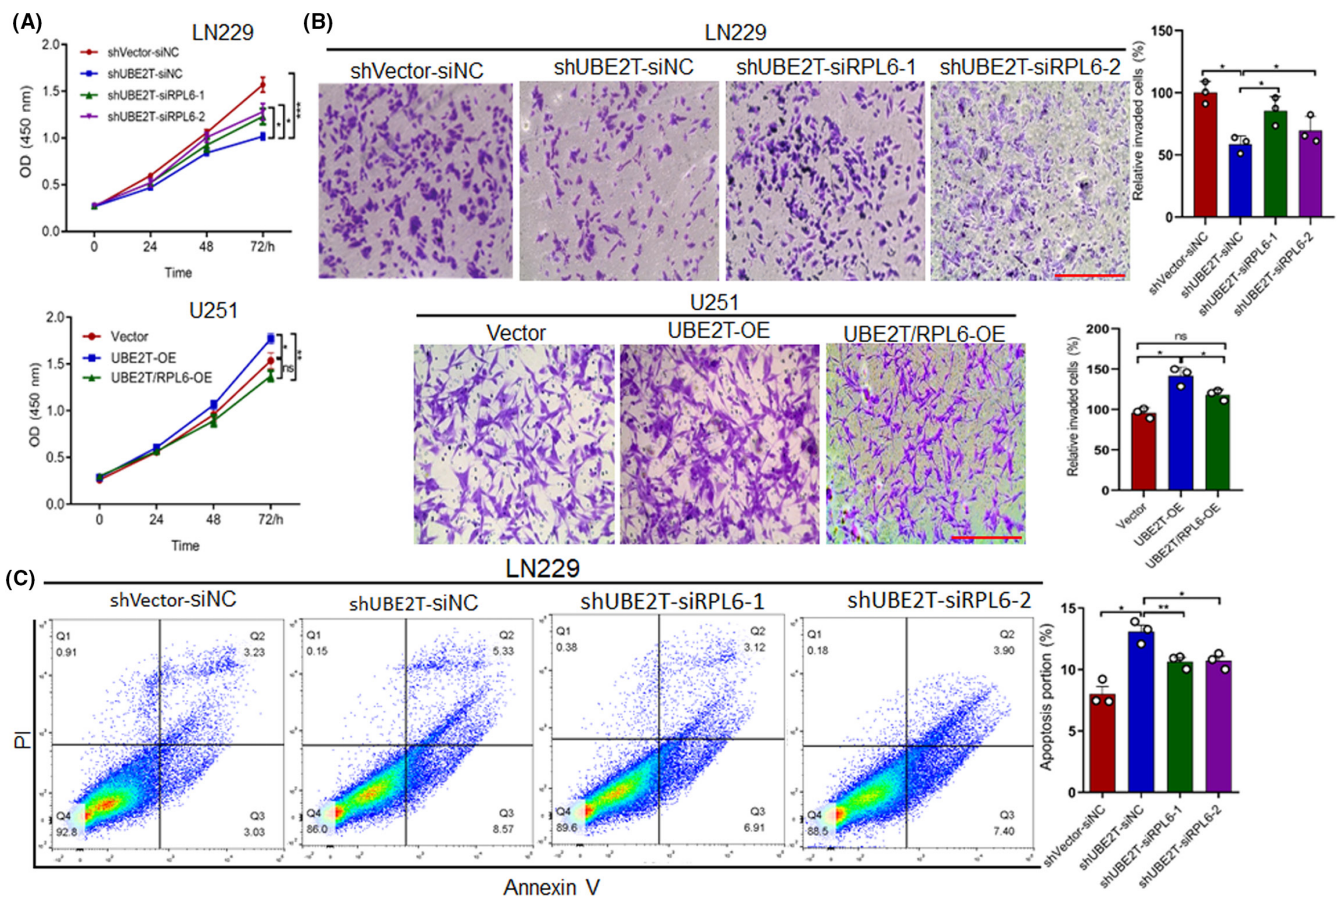 (A)
LN229
2.0
1.5
1.0
0.5
0.0
OD (450 nm)
shVector-siNC
shUBE2T-siNC
shUBE2T-siRPL6-1
shUBE2T-siRPL6-2
*
*
***
0 24 48 72/h
Time
U251
2.0
1.5
1.0
0.5
0.0
OD (450 nm)
Vector
UBE2T-OE
UBE2T/RPL6-OE
*
ns
**
0 24 48 72/h
Time
(B)
LN229
shVector-siNC shUBE2T-siNC shUBE2T-siRPL6-1 shUBE2T-siRPL6-2
Relative invaded cells (%)
150
100
50
0
* *
*
shVector-siNC
shUBE2T-siNC
shUBE2T-siRPL6-1
shUBE2T-siRPL6-2
U251
Vector UBE2T-OE UBE2T/RPL6-OE
Relative invaded cells (%)
200
150
100
50
0
ns
* *
Vector
UBE2T-OE
UBE2T/RPL6-OE
(C)
LN229
shVector-siNC shUBE2T-siNC shUBE2T-siRPL6-1 shUBE2T-siRPL6-2
PI
Q1
0.91
Q2
3.23
Q4
92.8
Q3
3.03
Q1
0.15
Q2
5.33
Q4
86.0
Q3
8.57
Q1
0.38
Q2
3.12
Q4
89.6
Q3
6.91
Q1
0.18
Q2
3.90
Q4
88.5
Q3
7.40
Annexin V
Apoptosis portion (%)
15
10
5
0
*
* **
shVector-siNC
shUBE2T-siNC
shUBE2T-siRPL6-1
shUBE2T-siRPL6-2